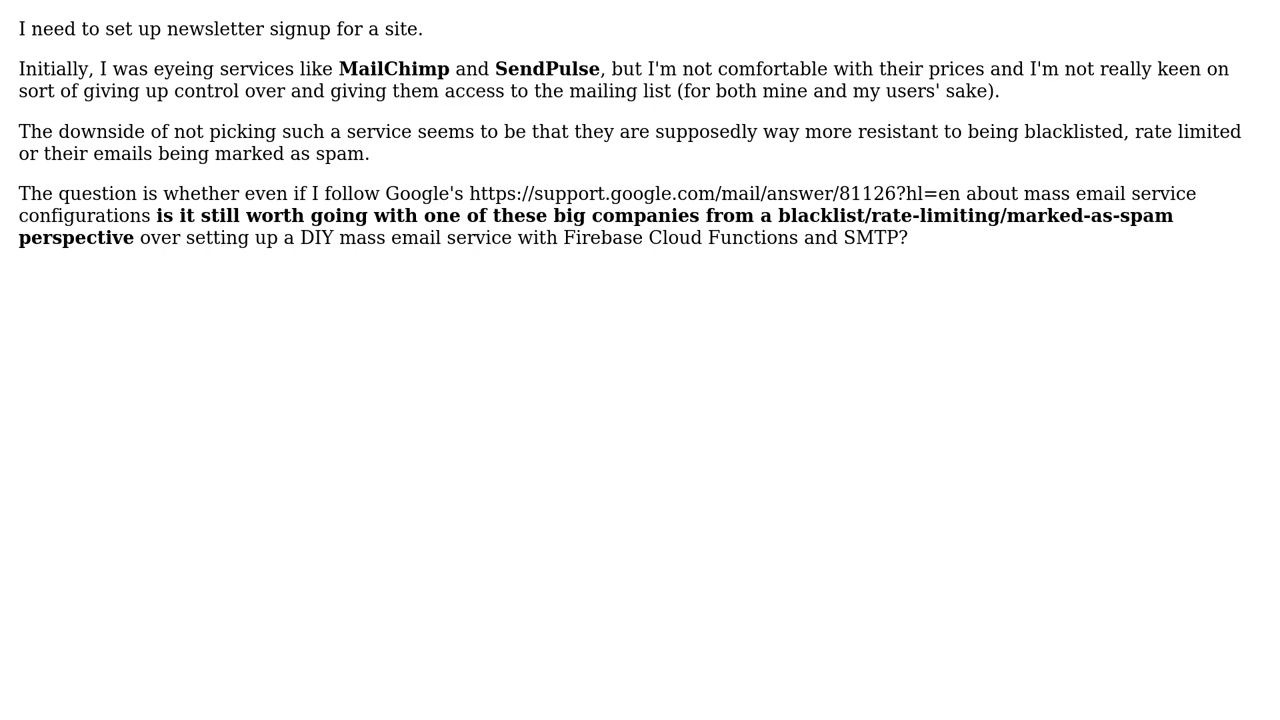 I need to set up newsletter signup for a site.
Initially, I was eyeing services like MailChimp and SendPulse, but I'm not comfortable with their prices and I'm not really keen on
sort of giving up control over and giving them access to the mailing list (for both mine and my users' sake).
The downside of not picking such a service seems to be that they are supposedly way more resistant to being blacklisted, rate limited
or their emails being marked as spam.
The question is whether even if I follow Google's https://support.google.com/mail/answer/81126?hl=en about mass email service
configurations is it still worth going with one of these big companies from a blacklist/rate-limiting/marked-as-spam
perspective over setting up a DIY mass email service with Firebase Cloud Functions and SMTP?